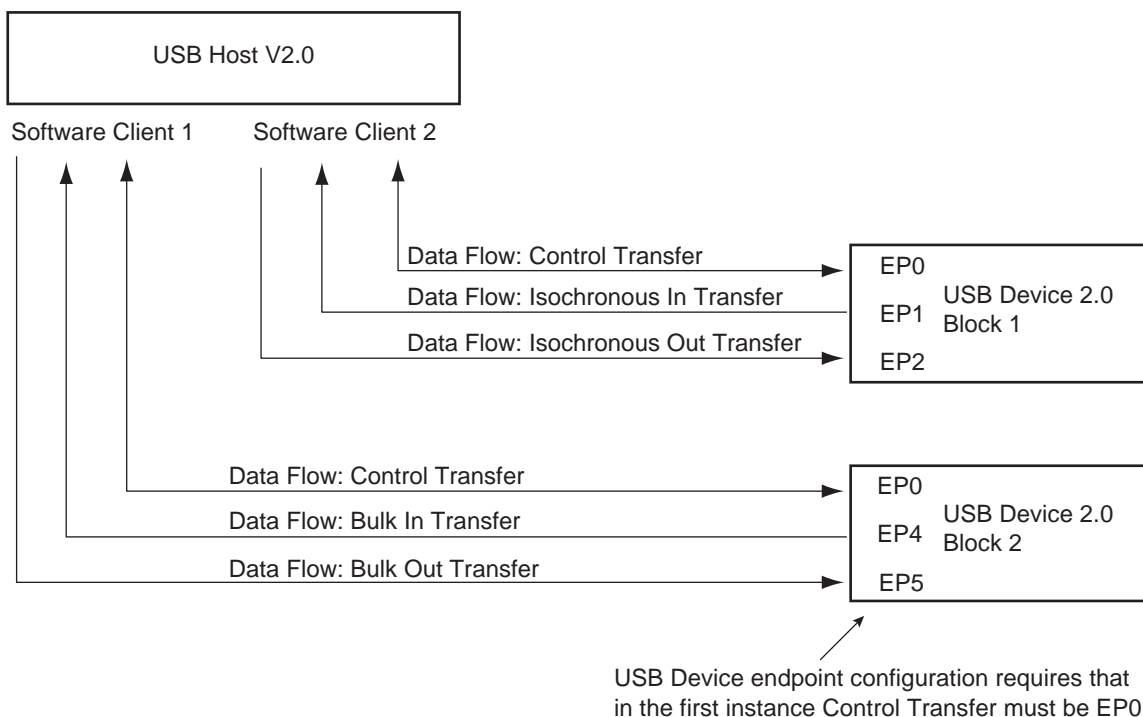 USB Host V2.0
Software Client 1
Software Client 2
Data Flow: Control Transfer
Data Flow: Isochronous In Transfer
Data Flow: Isochronous Out Transfer
EP0
EP1
EP2
USB Device 2.0
Block 1
Data Flow: Control Transfer
Data Flow: Bulk In Transfer
Data Flow: Bulk Out Transfer
EP0
EP4
EP5
USB Device 2.0
Block 2
USB Device endpoint configuration requires that
in the first instance Control Transfer must be EP0